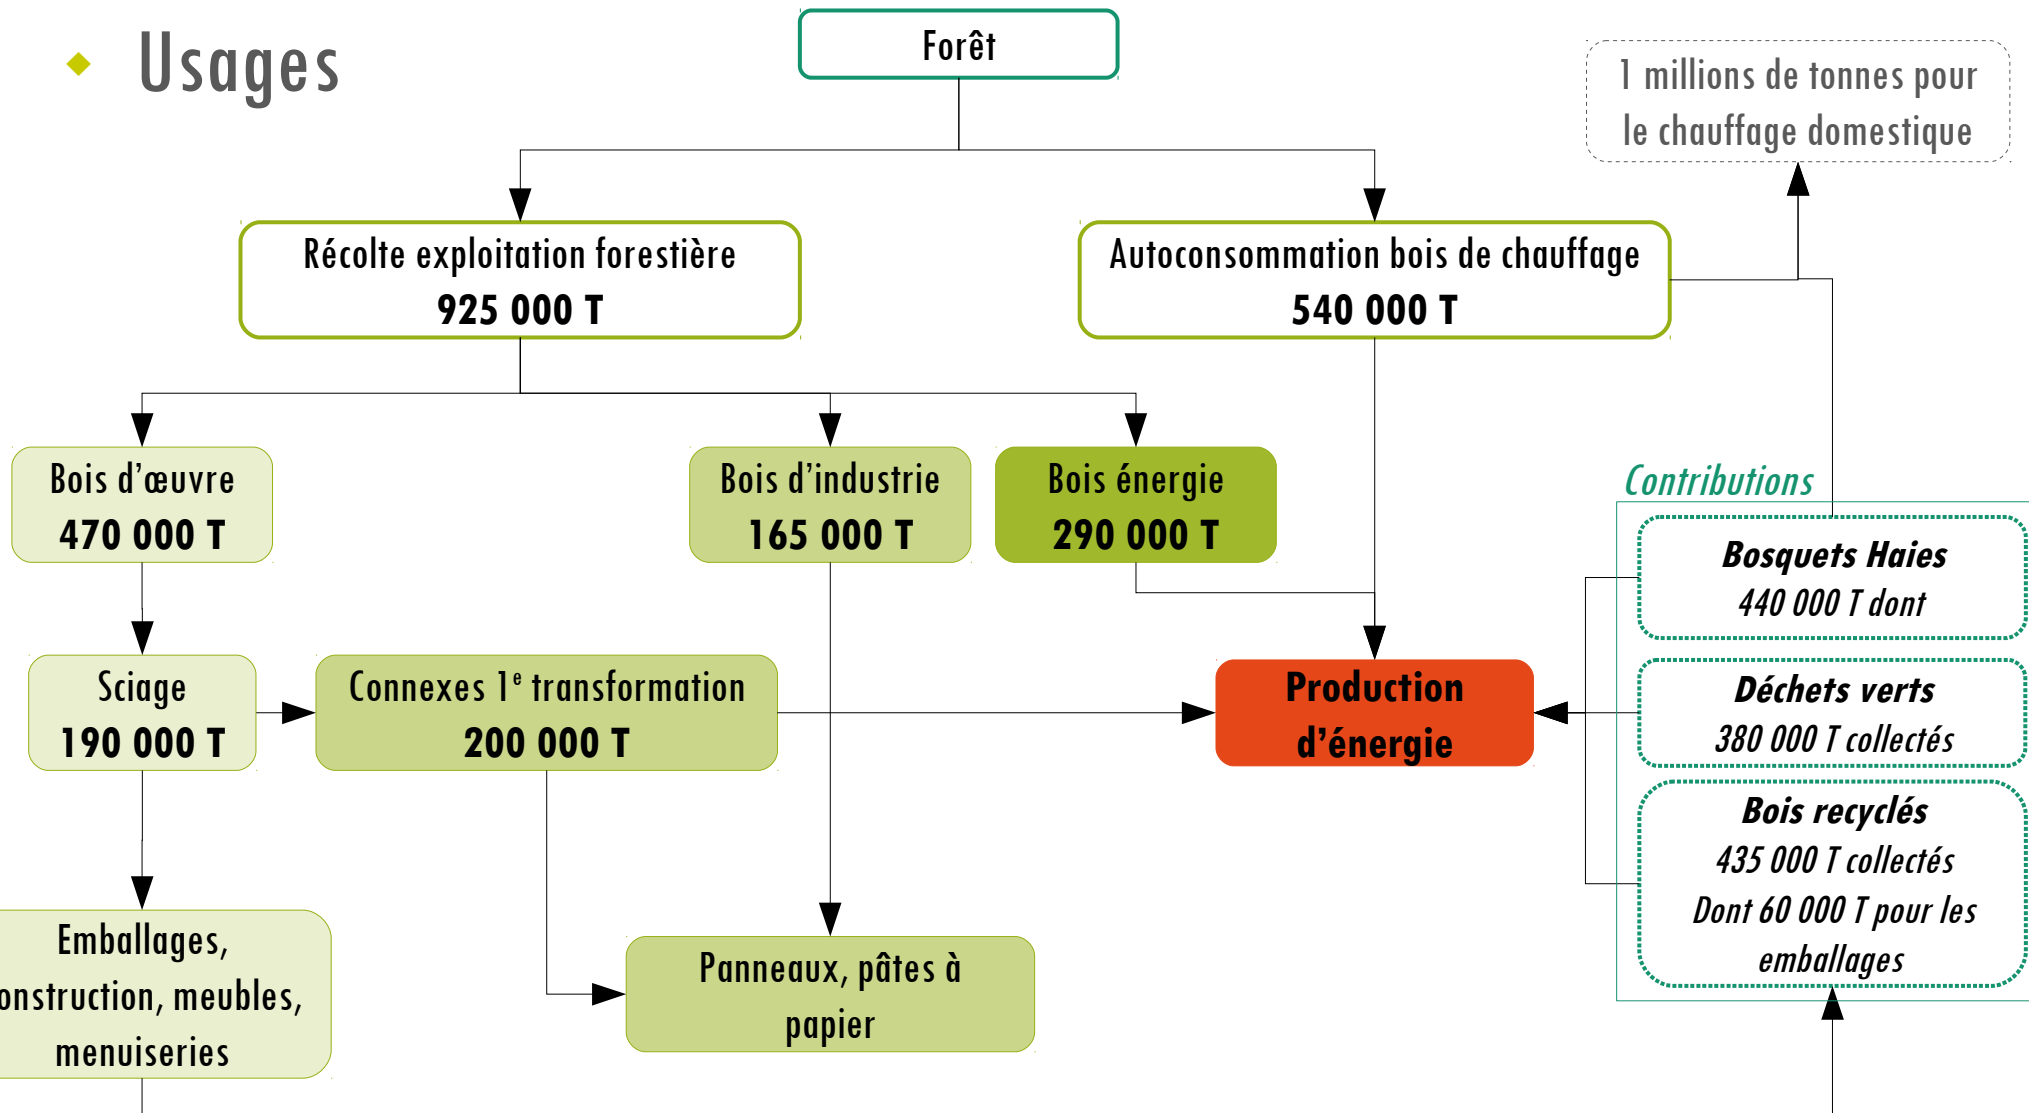 Usages
Forêt
1 millions de tonnes pour
le chauffage domestique
Récolte exploitation forestière
925 000 T
Autoconsommation bois de chauffage
540 000 T
Bois d’œuvre
470 000 T
Bois d’industrie
165 000 T
Bois énergie
290 000 T
Contributions
Bosquets Haies
440 000 T dont
Sciage
190 000 T
Connexes 1e transformation
200 000 T
Production
d’énergie
Déchets verts
380 000 T collectés
Bois recyclés
435 000 T collectés
Dont 60 000 T pour les
emballages
Emballages,
onstruction, meubles,
menuiseries
Panneaux, pâtes à
papier